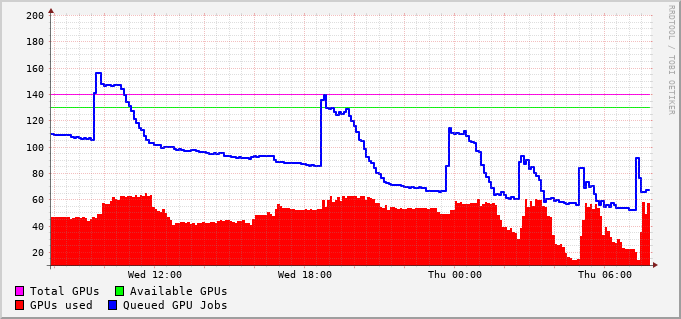 200
180
160
140
120
100
80
60
40
20
Wed 12:00 Wed 18:00 Thu 00:00 Thu 06:00
Total GPUs Available GPUs
GPUs used Queued GPU Jobs
RRDTOOL / TOBI OETIKER